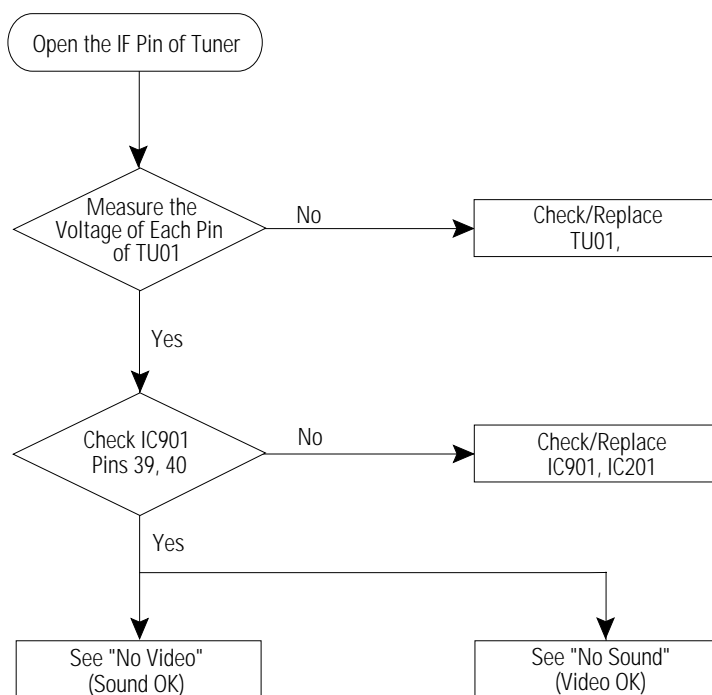 Open the IF Pin of Tuner
Measure the
Voltage of Each Pin
of TU01
No
Check/Replace
TU01,
Yes
Check IC901
Pins 39, 40
No
Check/Replace
IC901, IC201
Yes
See "No Video"
(Sound OK)
See "No Sound"
(Video OK)